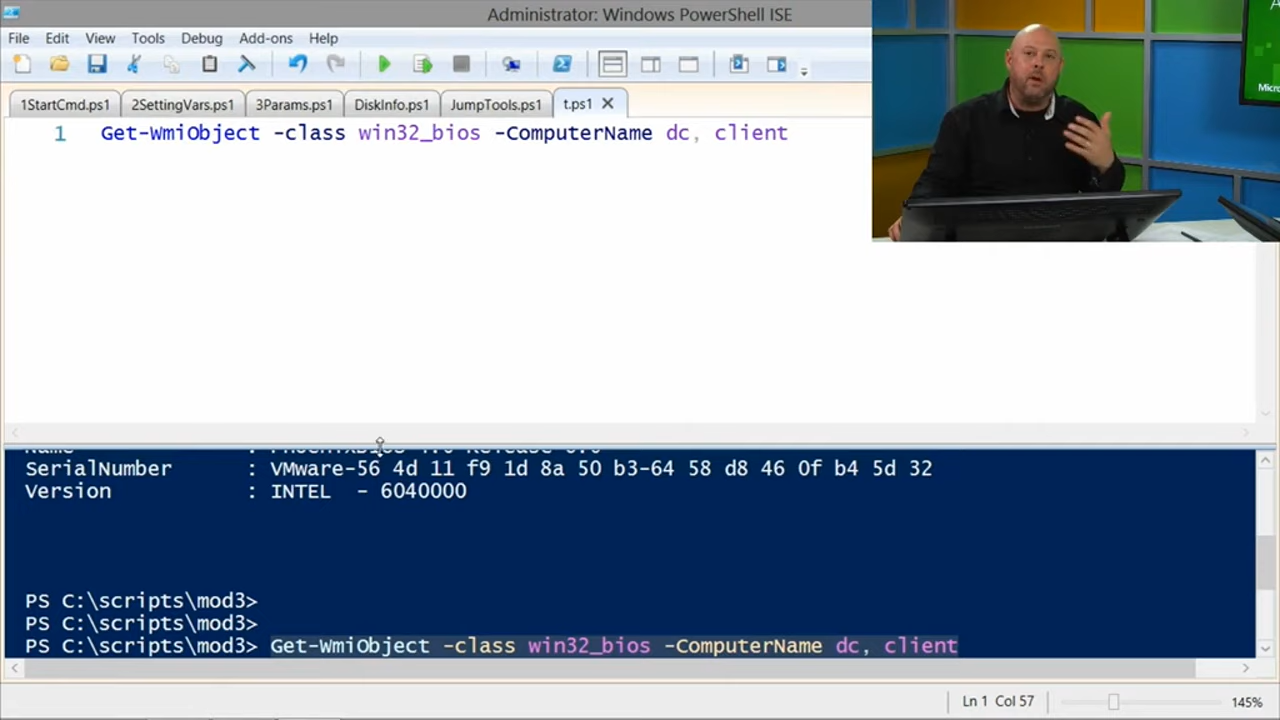 Administrator: Windows PowerShell ISE
File Edit View Tools Debug Add-ons Help
1StartCmd.ps1 2SettingVars.ps1 3Params.ps1 DiskInfo.ps1 JumpTools.ps1 t.ps1
1 Get-WmiObject -class win32_bios -ComputerName dc, client
SerialNumber : VMware-56 4d 11 f9 1d 8a 50 b3-64 58 d8 46 0f b4 5d 32
Version : INTEL - 6040000
PS C:\scripts\mod3>
PS C:\scripts\mod3>
PS C:\scripts\mod3> Get-WmiObject -class win32_bios -ComputerName dc, client
Ln 1 Col 57 145%